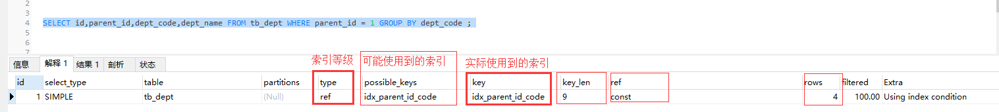 2
3
4 SELECT id,parent_id,dept_code,dept_name FROM tb_dept WHERE parent_id = 1 GROUP BY dept_code ;
5
6
7
信息 解释 1 结果 1 剖析 状态
索引等级 可能使用到的索引 实际使用到的索引
id select_type table partitions type possible_keys key key_len ref rows filtered Extra
1 SIMPLE tb_dept (Null) ref idx_parent_id_code idx_parent_id_code 9 const 4 100.00 Using index condition